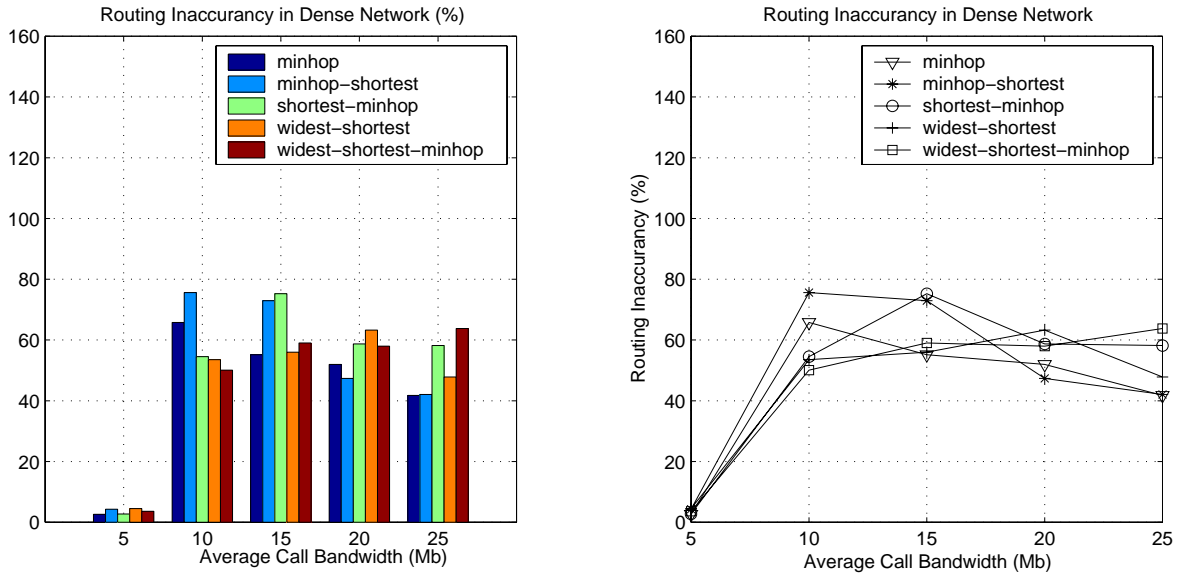 Routing Inaccurancy in Dense Network (%)
160
140
120
100
80
60
40
20
0
minhop
minhop−shortest
shortest−minhop
widest−shortest
widest−shortest−minhop
5
10
15
20
25
Average Call Bandwidth (Mb)
Routing Inaccurancy in Dense Network
Routing Inaccurancy (%)
160
140
120
100
80
60
40
20
0
minhop
minhop−shortest
shortest−minhop
widest−shortest
widest−shortest−minhop
5
10
15
20
25
Average Call Bandwidth (Mb)